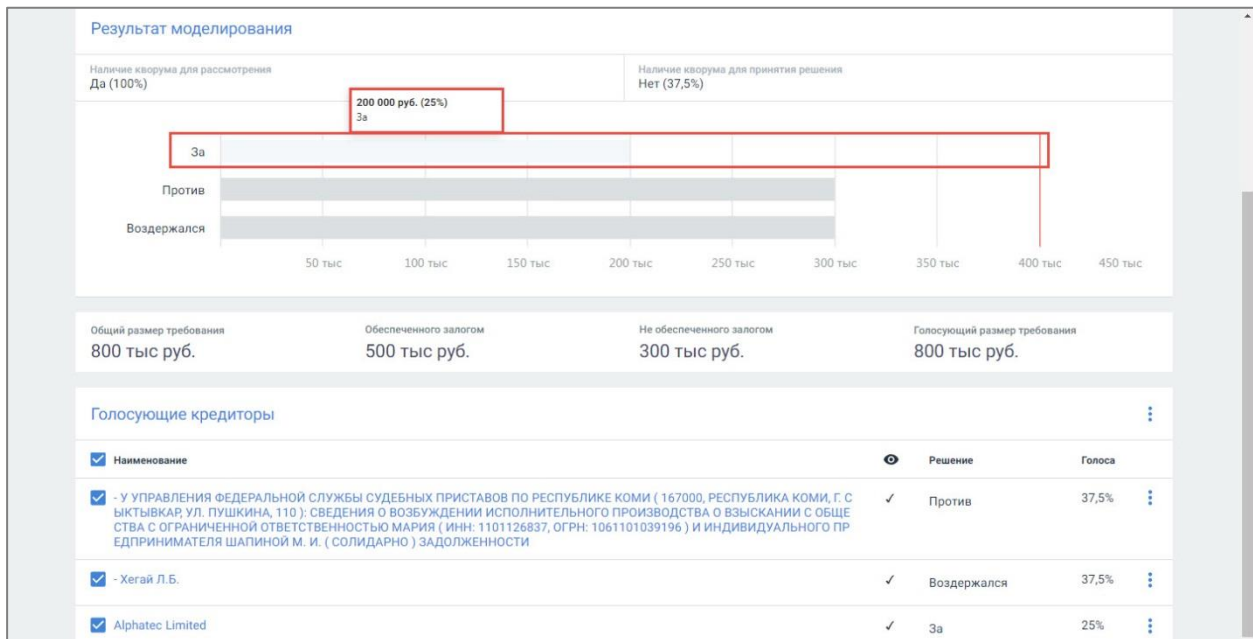 Результат моделирования
Наличие кворума для рассмотрения
Да (100%)
Наличие кворума для принятия решения
Нет (37,5%)
200 000 руб. (25%)
За
За
Против
Воздержался
50 тыс 100 тыс 150 тыс 200 тыс 250 тыс 300 тыс 350 тыс 400 тыс 450 тыс
Общий размер требования
800 тыс руб.
Обеспеченного залогом
500 тыс руб.
Не обеспеченного залогом
300 тыс руб.
Голосующий размер требования
800 тыс руб.
Голосующие кредиторы
Наименование Решение Голоса
- У УПРАВЛЕНИЯ ФЕДЕРАЛЬНОЙ СЛУЖБЫ СУДЕБНЫХ ПРИСТАВОВ ПО РЕСПУБЛИКЕ КОМИ ( 167000, РЕСПУБЛИКА КОМИ, Г. С
ЫКТЫВКАР, УЛ. ПУШКИНА, 110 ): СВЕДЕНИЯ О ВОЗБУЖДЕНИИ ИСПОЛНИТЕЛЬНОГО ПРОИЗВОДСТВА О ВЗЫСКАНИИ С ОБЩЕ
СТВА С ОГРАНИЧЕННОЙ ОТВЕТСТВЕННОСТЬЮ МАРИЯ ( ИНН: 1101126837, ОГРН: 1061101039196 ) И ИНДИВИДУАЛЬНОГО ПР
ЕДПРИНИМАТЕЛЯ ШАПИНОЙ М. И. ( СОЛИДАРНО ) ЗАДОЛЖЕННОСТИ
Против 37,5%
- Хегай Л.Б. Воздержался 37,5%
Alphatec Limited За 25%